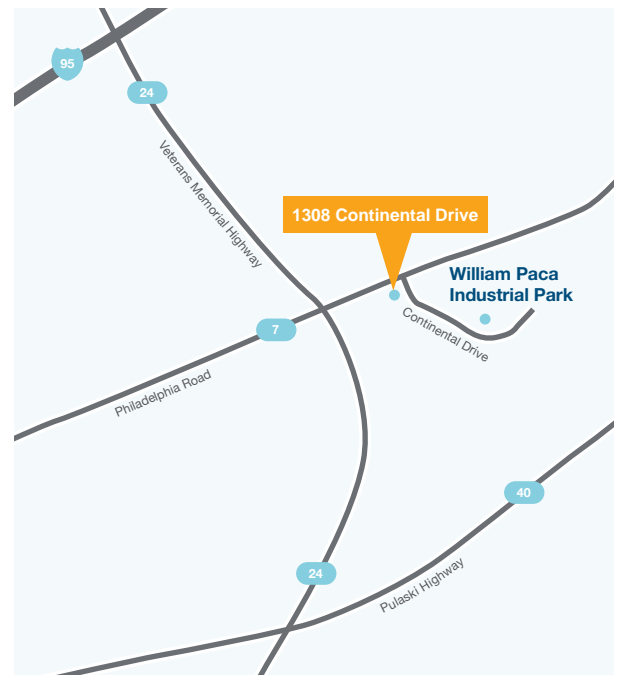 95
24
Veterans Memorial Highway
1308 Continental Drive
William Paca
Industrial Park
Continental Drive
7
Philadelphia Road
40
24
Pulaski Highway